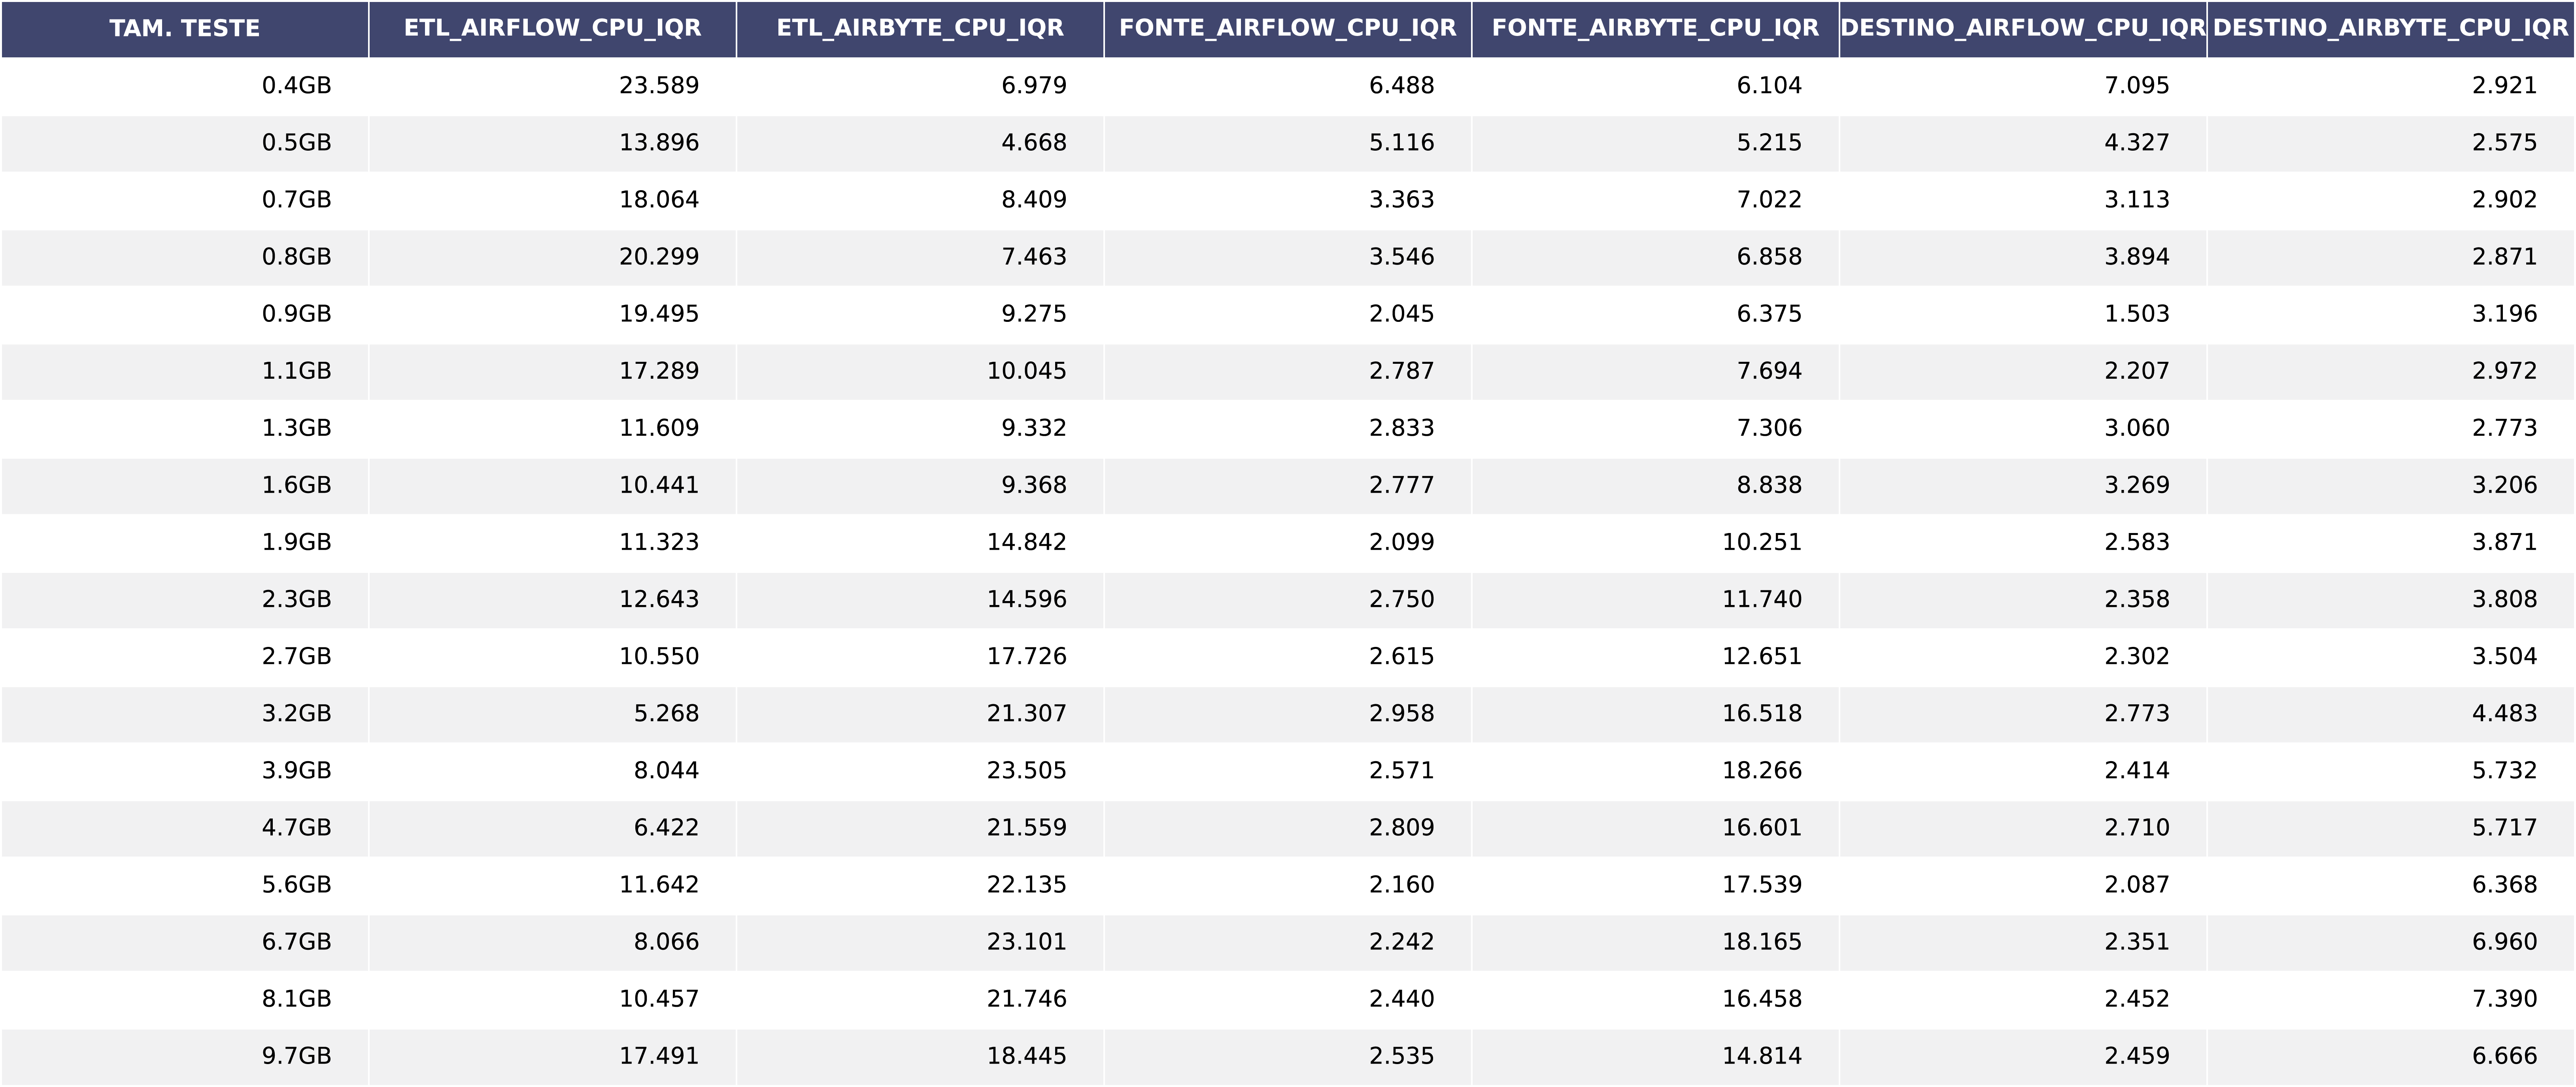 TAM. TESTE ETL_AIRFLOW_CPU_IQR ETL_AIRBYTE_CPU_IQR FONTE_AIRFLOW_CPU_IQR FONTE_AIRBYTE_CPU_IQR DESTINO_AIRFLOW_CPU_IQR DESTINO_AIRBYTE_CPU_IQR
0.4GB 23.589 6.979 6.488 6.104 7.095 2.921
0.5GB 13.896 4.668 5.116 5.215 4.327 2.575
0.7GB 18.064 8.409 3.363 7.022 3.113 2.902
0.8GB 20.299 7.463 3.546 6.858 3.894 2.871
0.9GB 19.495 9.275 2.045 6.375 1.503 3.196
1.1GB 17.289 10.045 2.787 7.694 2.207 2.972
1.3GB 11.609 9.332 2.833 7.306 3.060 2.773
1.6GB 10.441 9.368 2.777 8.838 3.269 3.206
1.9GB 11.323 14.842 2.099 10.251 2.583 3.871
2.3GB 12.643 14.596 2.750 11.740 2.358 3.808
2.7GB 10.550 17.726 2.615 12.651 2.302 3.504
3.2GB 5.268 21.307 2.958 16.518 2.773 4.483
3.9GB 8.044 23.505 2.571 18.266 2.414 5.732
4.7GB 6.422 21.559 2.809 16.601 2.710 5.717
5.6GB 11.642 22.135 2.160 17.539 2.087 6.368
6.7GB 8.066 23.101 2.242 18.165 2.351 6.960
8.1GB 10.457 21.746 2.440 16.458 2.452 7.390
9.7GB 17.491 18.445 2.535 14.814 2.459 6.666